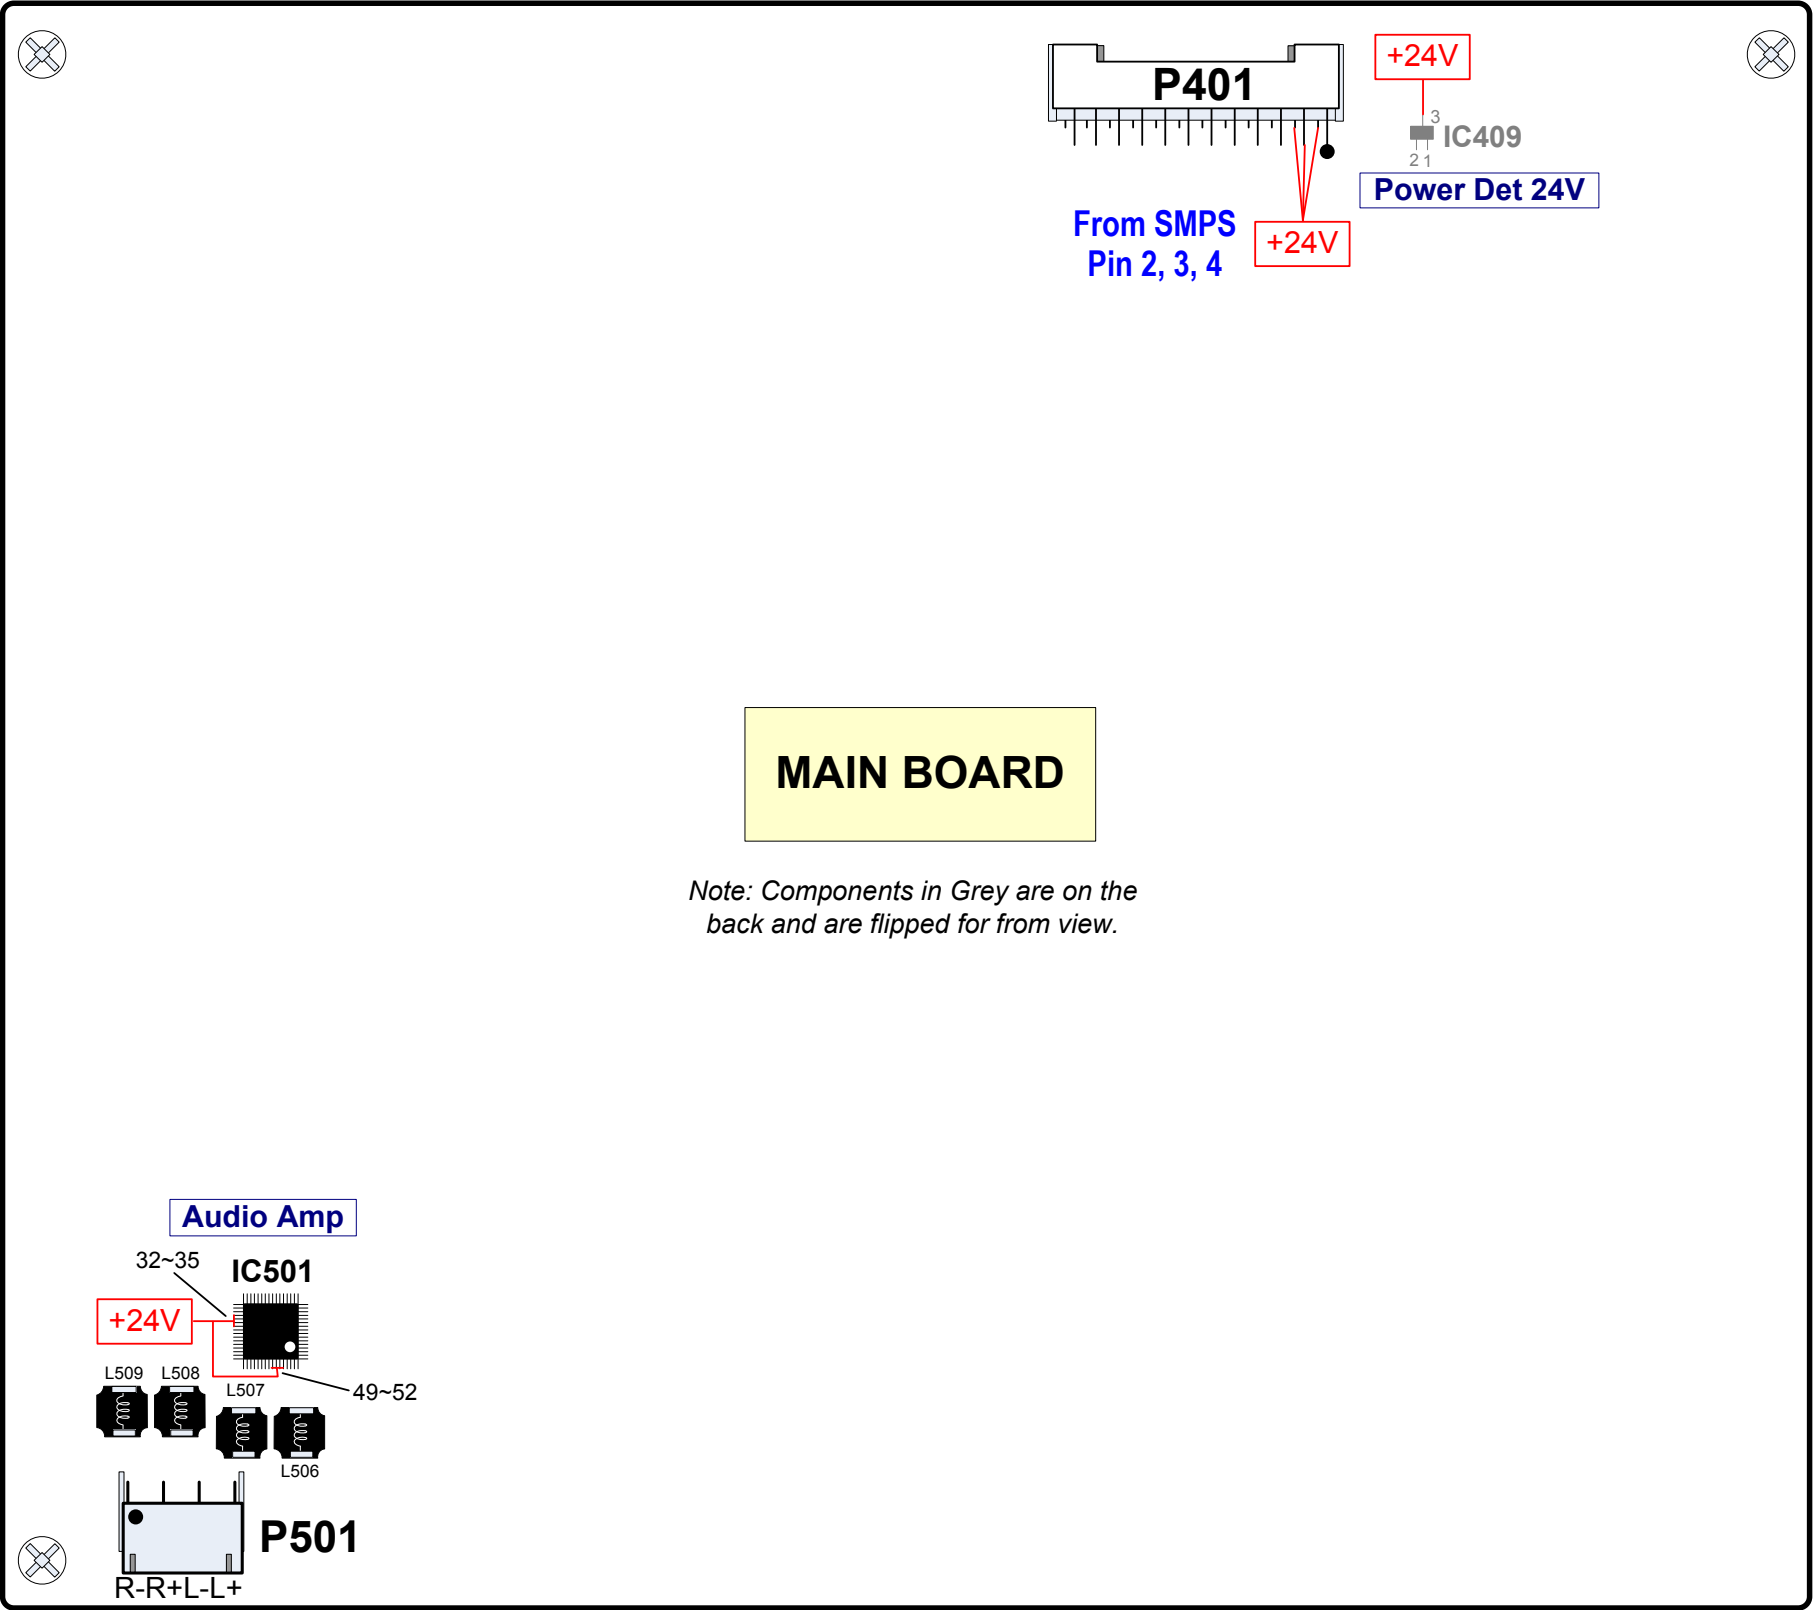 P401
+24V
3
IC409
2 1
Power Det 24V
From SMPS
Pin 2, 3, 4
+24V
MAIN BOARD
Note: Components in Grey are on the
back and are flipped for from view.
Audio Amp
32~35
IC501
+24V
L509
L508
L507
49~52
L506
P501
R-R+L-L+